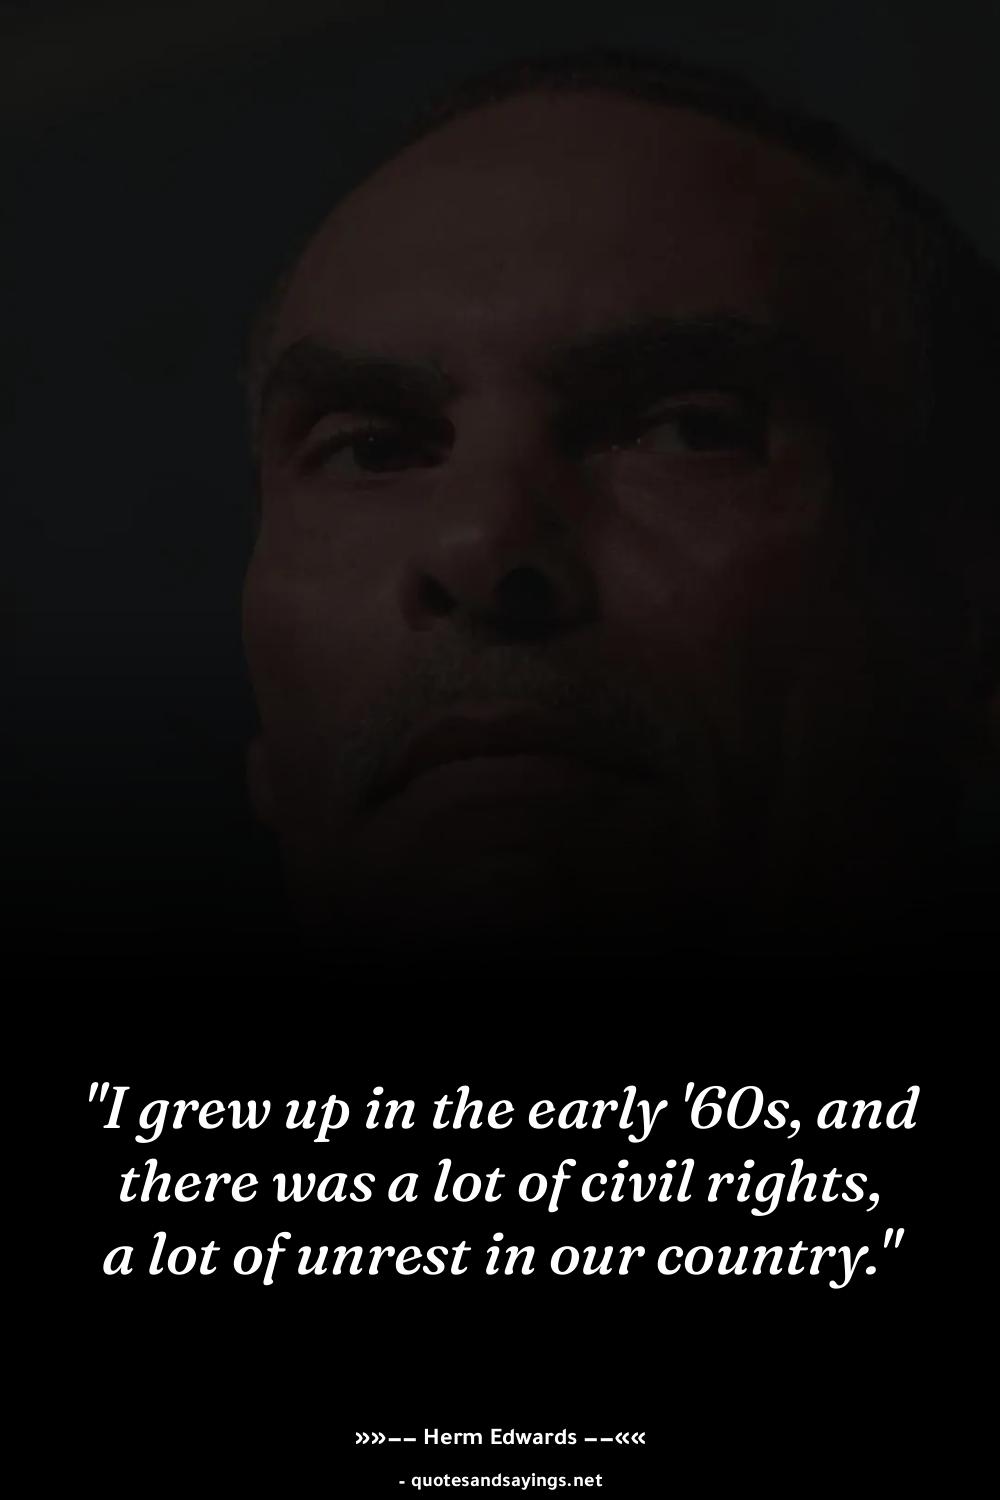 "I grew up in the early '60s, and
there was a lot of civil rights,
a lot of unrest in our country."
»»−− Herm Edwards −−««
- quotesandsayings.net